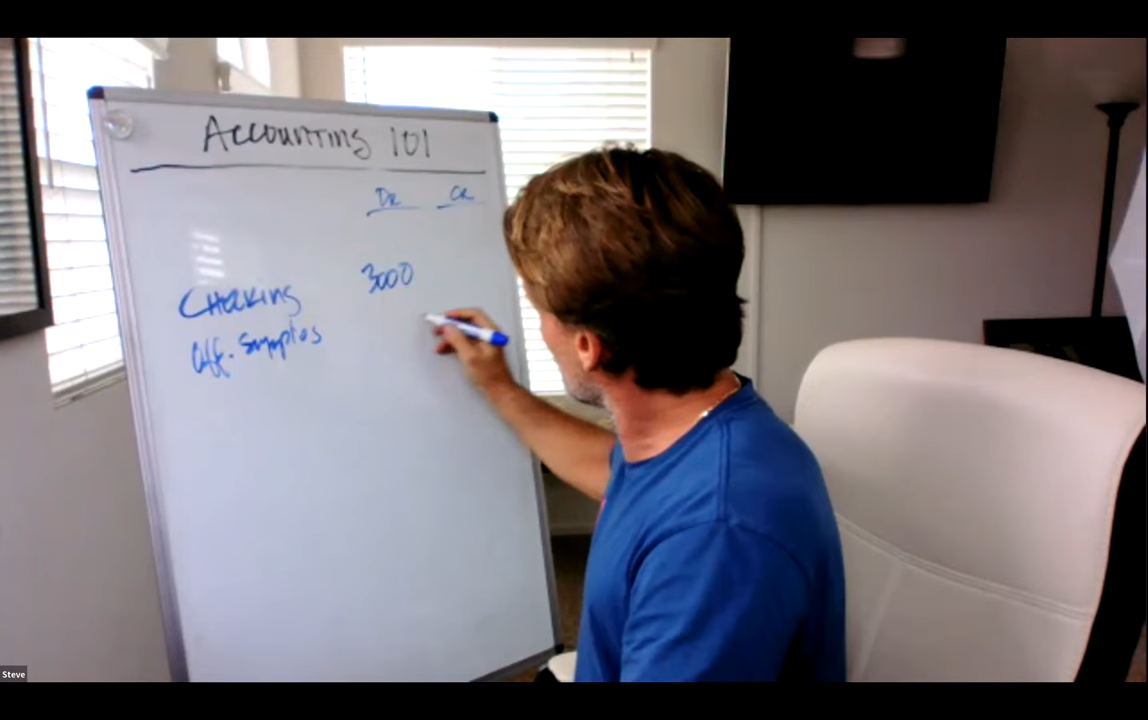 Accounting 101
Dr Cr
Checking 3000
Off. Supplies
Steve